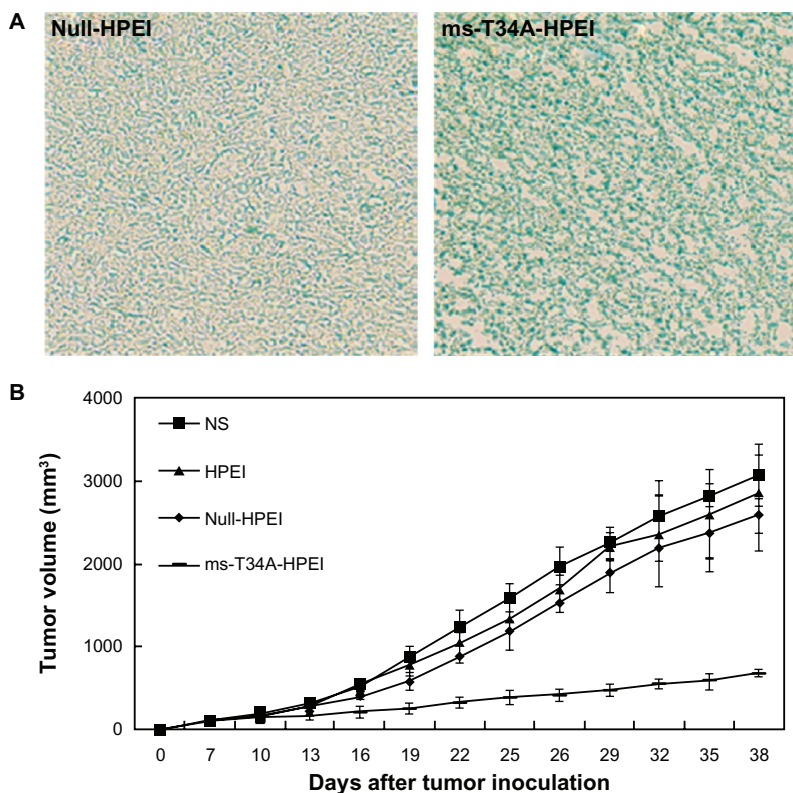 A
Null-HPEI
ms-T34A-HPEI
B
Tumor volume (mm³)
4000
3000
2000
1000
0
NS
HPEI
Null-HPEI
ms-T34A-HPEI
0 7 10 13 16 19 22 25 26 29 32 35 38
Days after tumor inoculation